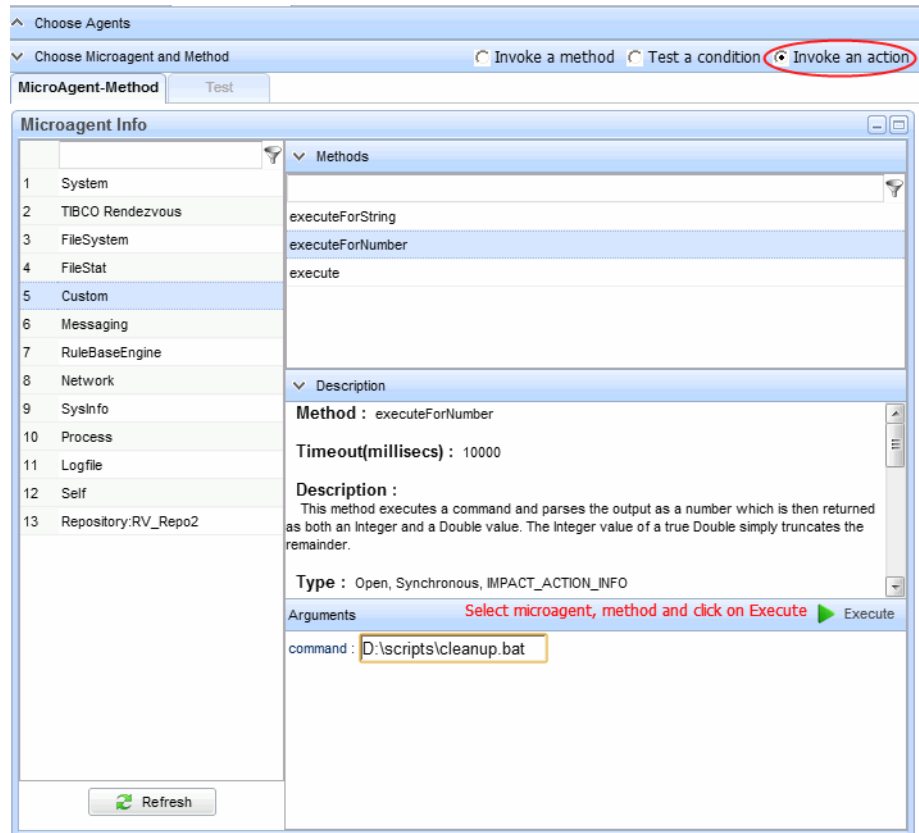 Choose Agents
Choose Microagent and Method
Invoke a method Test a condition Invoke an action
MicroAgent-Method Test
Microagent Info
1 System
2 TIBCO Rendezvous
3 FileSystem
4 FileStat
5 Custom
6 Messaging
7 RuleBaseEngine
8 Network
9 SysInfo
10 Process
11 Logfile
12 Self
13 Repository:RV_Repo2
Refresh
Methods
executeForString
executeForNumber
execute
Description
Method : executeForNumber
Timeout(millisecs) : 10000
Description :
This method executes a command and parses the output as a number which is then returned
as both an Integer and a Double value. The Integer value of a true Double simply truncates the
remainder.
Type : Open, Synchronous, IMPACT_ACTION_INFO
Arguments Select microagent, method and click on Execute Execute
command : D:\scripts\cleanup.bat